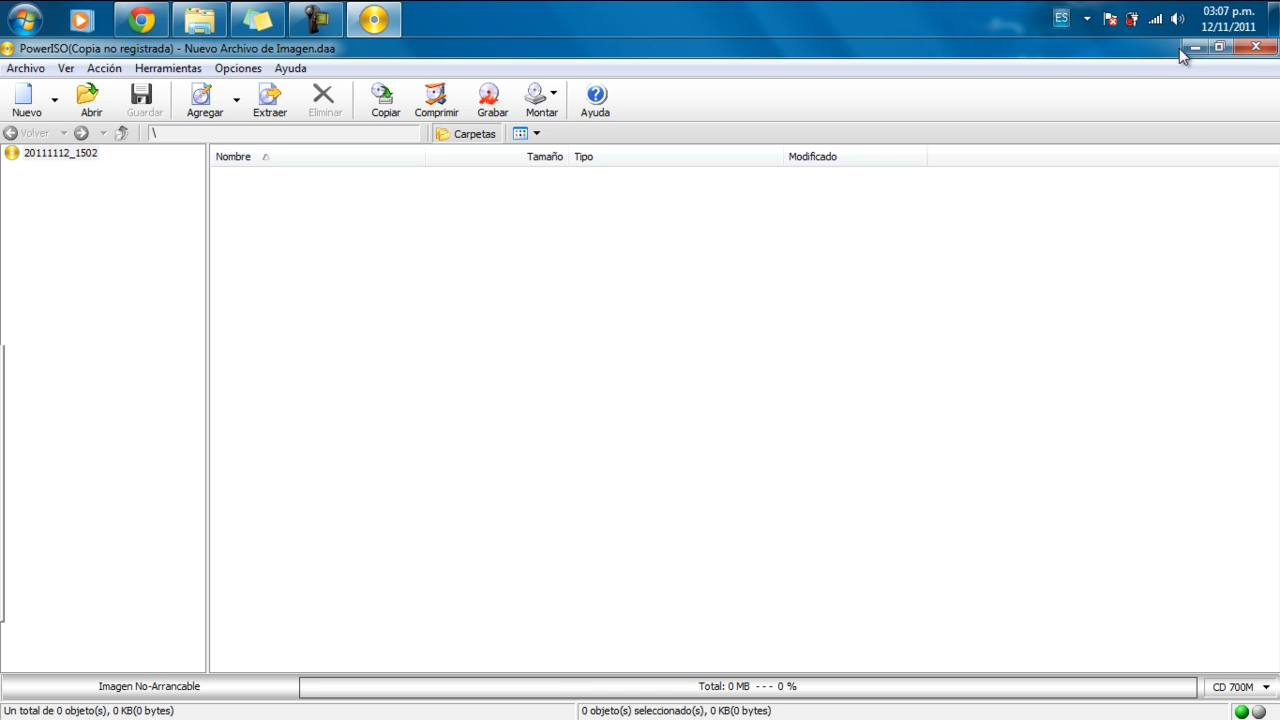 ES
03:07 p.m.
12/11/2011
PowerISO(Copia no registrada) - Nuevo Archivo de Imagen.daa
Archivo Ver Acción Herramientas Opciones Ayuda
Nuevo Abrir Guardar Agregar Extraer Eliminar Copiar Comprimir Grabar Montar Ayuda
Volver \ Carpetas
20111112_1502
Nombre Tamaño Tipo Modificado
Imagen No-Arrancable Total: 0 MB --- 0 % CD 700M
Un total de 0 objeto(s), 0 KB(0 bytes) 0 objeto(s) seleccionado(s), 0 KB(0 bytes)